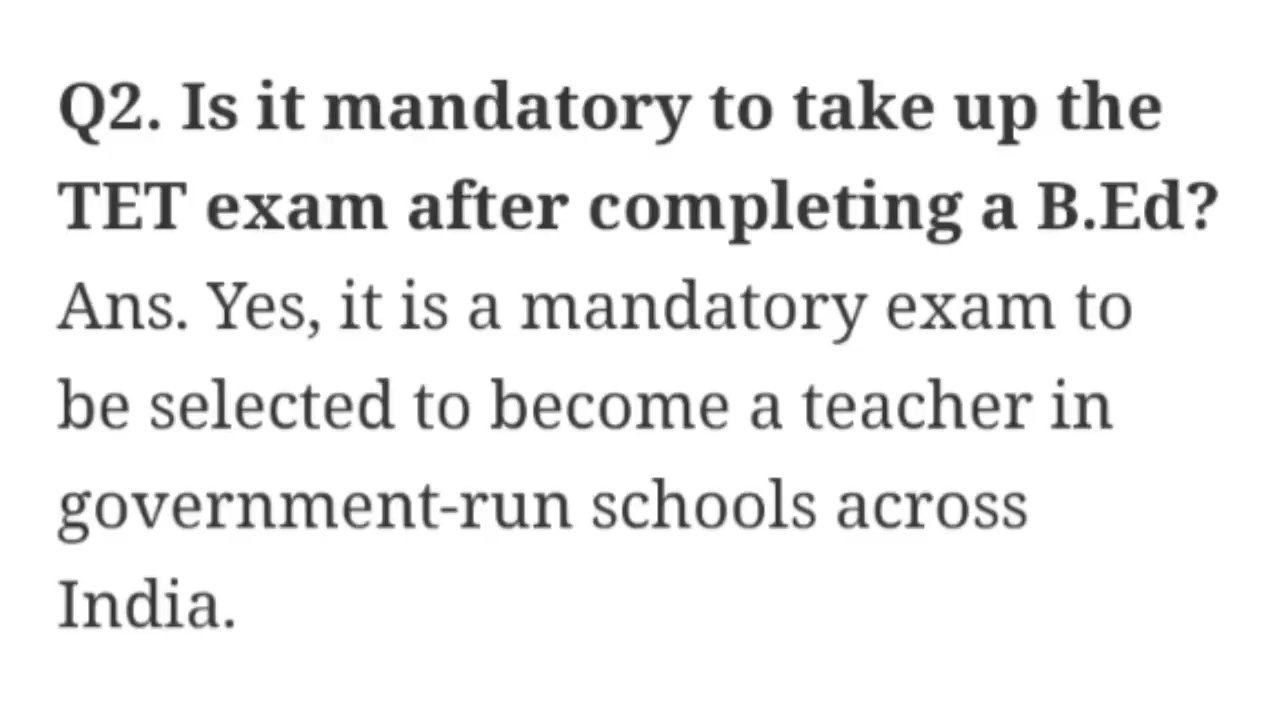 Q2. Is it mandatory to take up the
TET exam after completing a B.Ed?
Ans. Yes, it is a mandatory exam to
be selected to become a teacher in
government-run schools across
India.